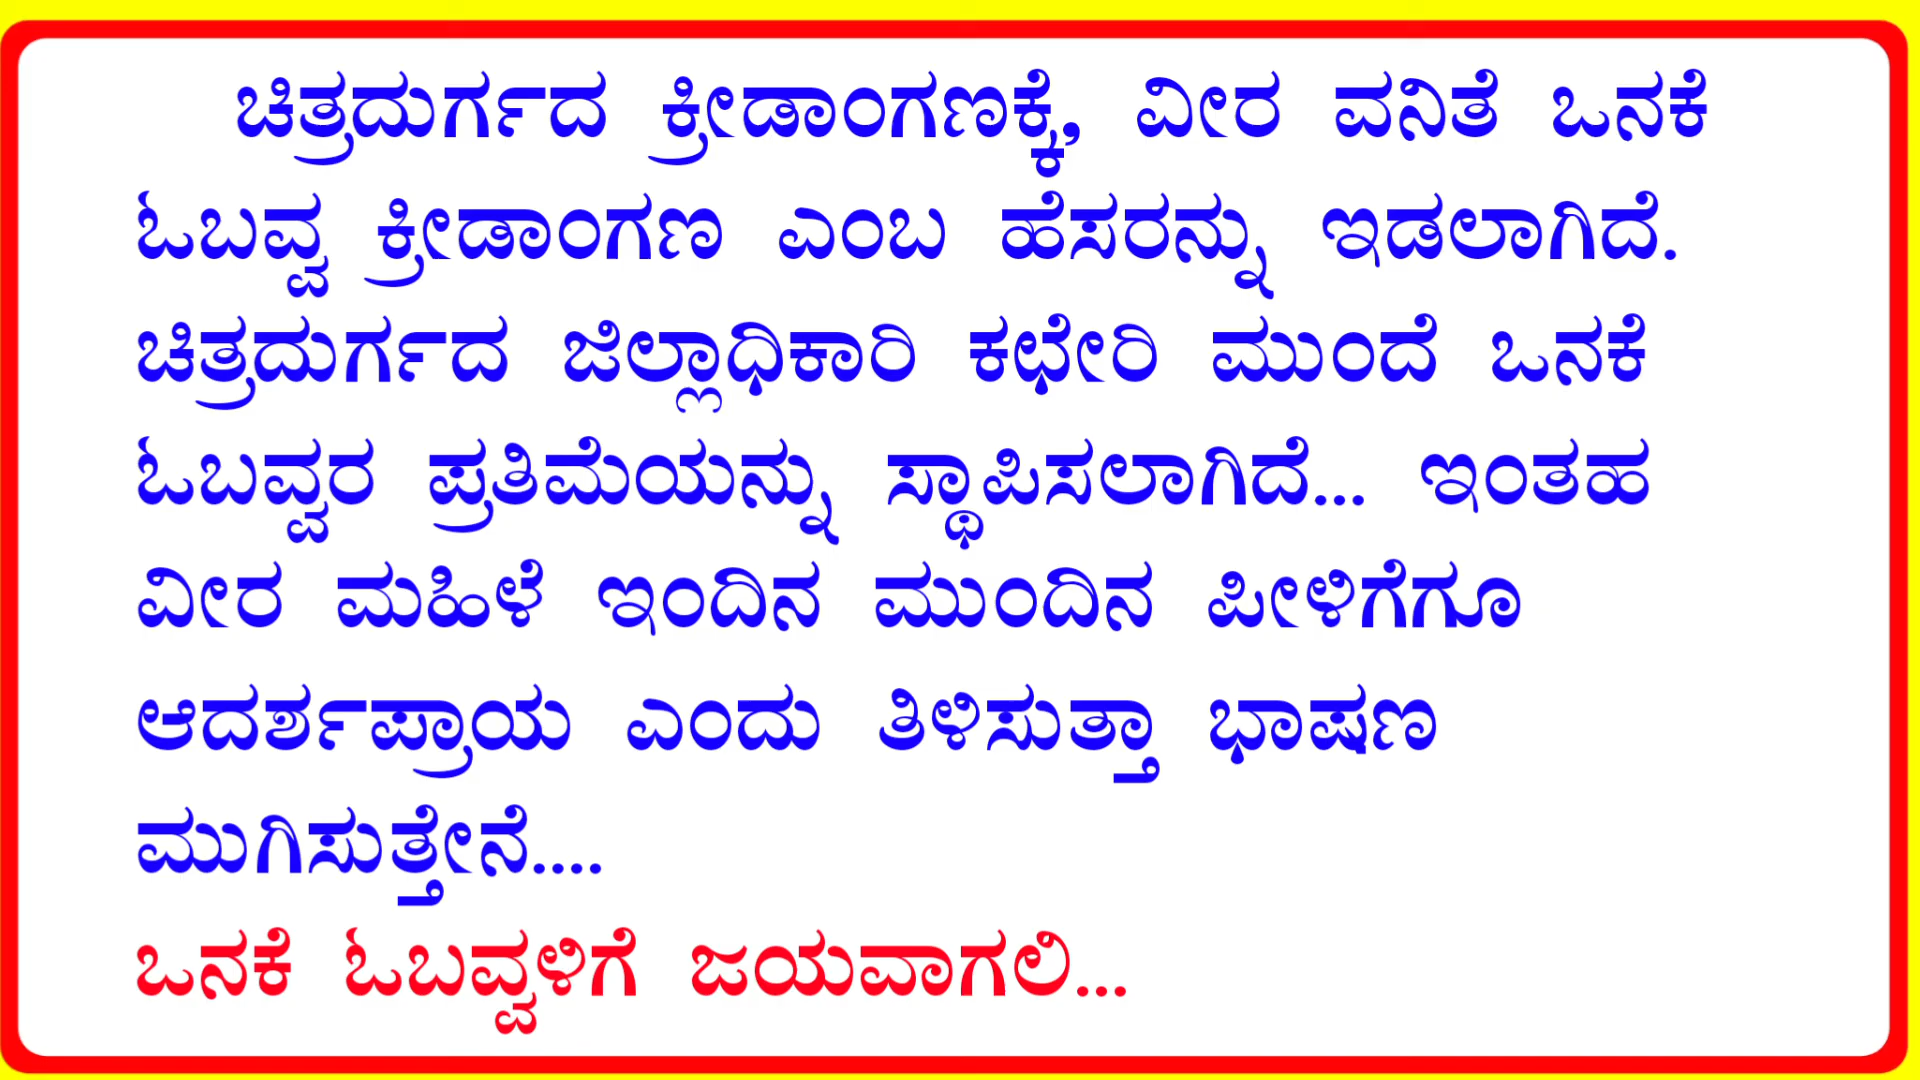 ಚಿತ್ರದುರ್ಗದ ಕ್ರೀಡಾಂಗಣಕ್ಕೆ, ವೀರ ವನಿತೆ ಒನಕೆ
ಓಬವ್ವ ಕ್ರೀಡಾಂಗಣ ಎಂಬ ಹೆಸರನ್ನು ಇಡಲಾಗಿದೆ.
ಚಿತ್ರದುರ್ಗದ ಜಿಲ್ಲಾಧಿಕಾರಿ ಕಛೇರಿ ಮುಂದೆ ಒನಕೆ
ಓಬವ್ವರ ಪ್ರತಿಮೆಯನ್ನು ಸ್ಥಾಪಿಸಲಾಗಿದೆ... ಇಂತಹ
ವೀರ ಮಹಿಳೆ ಇಂದಿನ ಮುಂದಿನ ಪೀಳಿಗೆಗೂ
ಆದರ್ಶಪ್ರಾಯ ಎಂದು ತಿಳಿಸುತ್ತಾ ಭಾಷಣ
ಮುಗಿಸುತ್ತೇನೆ....
ಒನಕೆ ಓಬವ್ವಳಿಗೆ ಜಯವಾಗಲಿ...